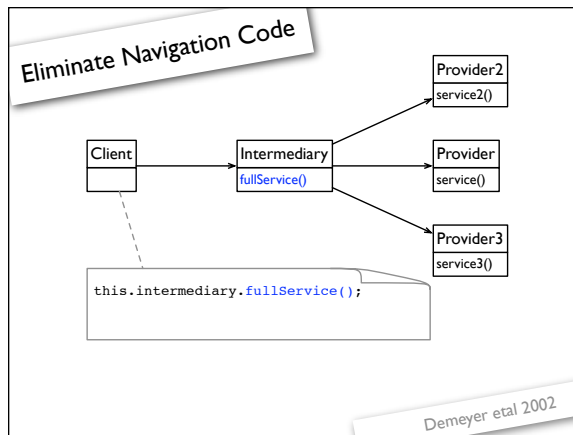 Eliminate Navigation Code
Provider2
service2()
Client
Intermediary
fullService()
Provider
service()
Provider3
service3()
this.intermediary.fullService();
Demeyer etal 2002